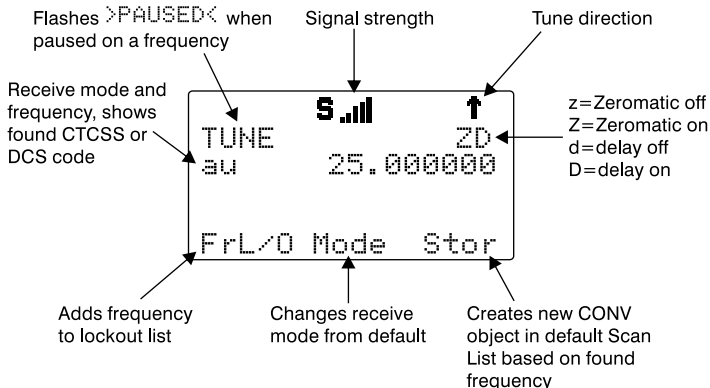 Flashes >PAUSED< when
paused on a frequency
Signal strength
Tune direction
Receive mode and
frequency, shows
found CTCSS or
DCS code
S
TUNE ZD
au 25.000000
FrL/O Mode Stor
z=Zeromatic off
Z=Zeromatic on
d=delay off
D=delay on
Adds frequency
to lockout list
Changes receive
mode from default
Creates new CONV
object in default Scan
List based on found
frequency